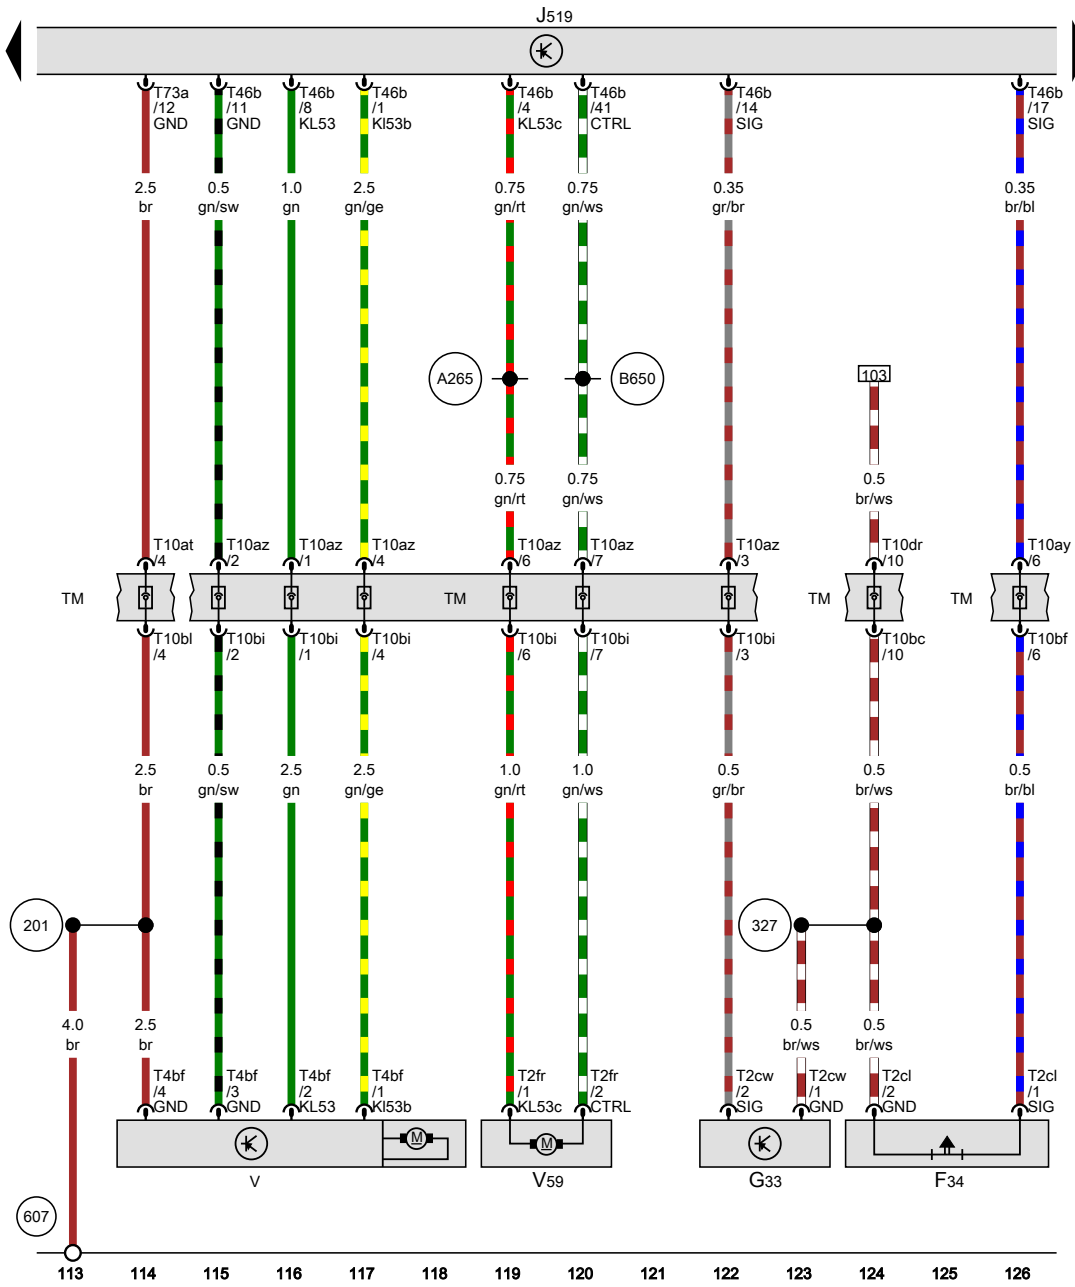 J519
T73a T46b T46b T46b T46b T46b T46b T46b
/12 /11 /8 /1 /4 /41 /14 /17
GND GND KL53 Kl53b KL53c CTRL SIG SIG
2.5 0.5 1.0 2.5 0.75 0.75 0.35 0.35
br gn/sw gn gn/ge gn/rt gn/ws gr/br br/bl
A265 B650 103
0.75 0.75 0.5
gn/rt gn/ws br/ws
T10at T10az T10az T10az T10az T10az T10az T10dr T10ay
/4 /2 /1 /4 /6 /7 /3 /10 /6
TM TM TM TM
T10bl T10bi T10bi T10bi T10bi T10bi T10bi T10bc T10bf
/4 /2 /1 /4 /6 /7 /3 /10 /6
2.5 0.5 2.5 2.5 1.0 1.0 0.5 0.5 0.5
br gn/sw gn gn/ge gn/rt gn/ws gr/br br/ws br/bl
201 327
4.0 2.5 0.5 0.5
br br br/ws br/ws
T4bf T4bf T4bf T4bf T2fr T2fr T2cw T2cw T2cl T2cl
/4 /3 /2 /1 /1 /2 /2 /1 /2 /1
GND GND KL53 Kl53b KL53c CTRL SIG GND GND SIG
M M
V V59 G33 F34
607
113 114 115 116 117 118 119 120 121 122 123 124 125 126